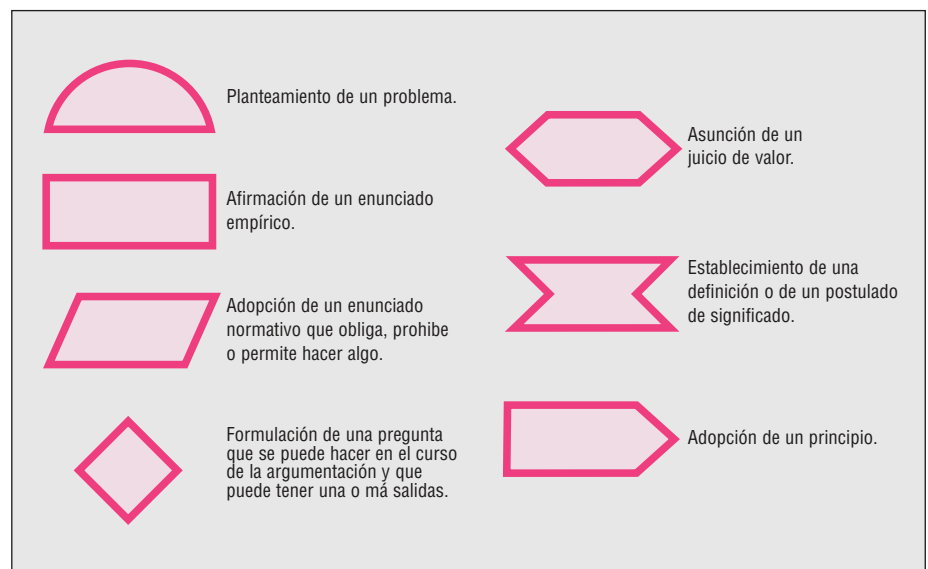 Planteamiento de un problema.
Afirmación de un enunciado
empírico.
Adopción de un enunciado
normativo que obliga, prohibe
o permite hacer algo.
Formulación de una pregunta
que se puede hacer en el curso
de la argumentación y que
puede tener una o má salidas.
Asunción de un
juicio de valor.
Establecimiento de una
definición o de un postulado
de significado.
Adopción de un principio.